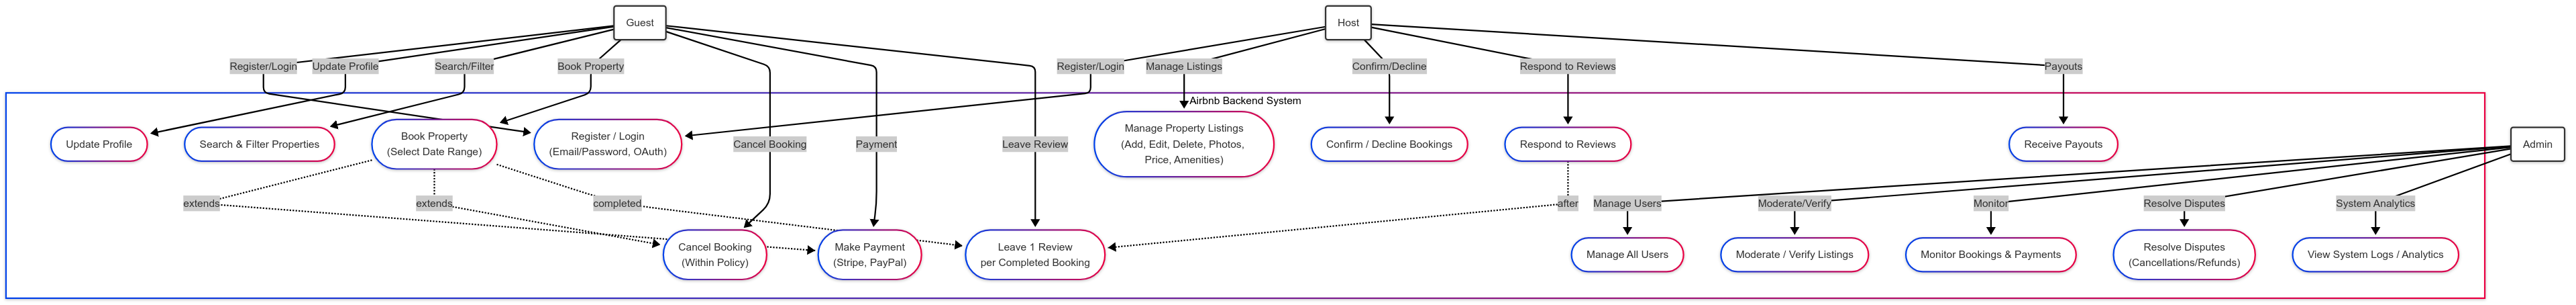 Guest
Host
Register/Login
Update Profile
Search/Filter
Book Property
Register/Login
Manage Listings
Confirm/Decline
Respond to Reviews
Payouts
Airbnb Backend System
Update Profile
Search & Filter Properties
Book Property
(Select Date Range)
Register / Login
(Email/Password, OAuth)
Cancel Booking
Payment
Leave Review
Manage Property Listings
(Add, Edit, Delete, Photos,
Price, Amenities)
Confirm / Decline Bookings
Respond to Reviews
Receive Payouts
Admin
extends
extends
completed
after
Manage Users
Moderate/Verify
Monitor
Resolve Disputes
System Analytics
Cancel Booking
(Within Policy)
Make Payment
(Stripe, PayPal)
Leave 1 Review
per Completed Booking
Manage All Users
Moderate / Verify Listings
Monitor Bookings & Payments
Resolve Disputes
(Cancellations/Refunds)
View System Logs / Analytics